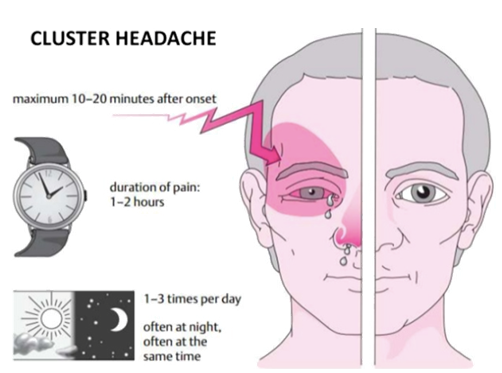 CLUSTER HEADACHE
maximum 10–20 minutes after onset
duration of pain:
1–2 hours
1–3 times per day
often at night,
often at the
same time